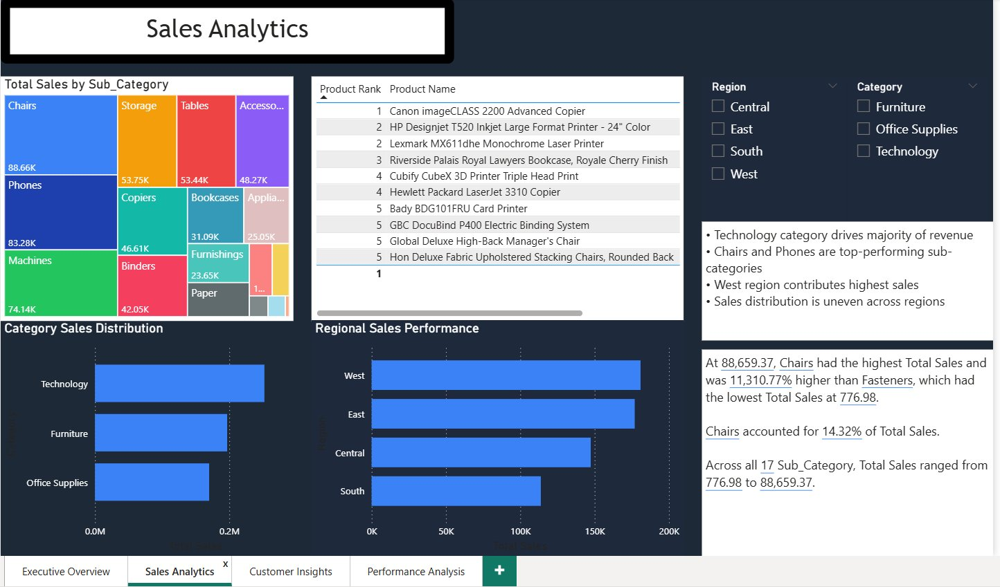 Sales Analytics
Total Sales by Sub_Category
Chairs
88.66K
Phones
83.28K
Machines
74.14K
Storage
53.75K
Tables
53.44K
Accesso...
48.27K
Copiers
46.61K
Binders
42.05K
Bookcases
31.09K
Applia...
25.05K
Furnishings
23.65K
Paper
1...
Product Rank Product Name
1 Canon imageCLASS 2200 Advanced Copier
2 HP Designjet T520 Inkjet Large Format Printer - 24" Color
2 Lexmark MX611dhe Monochrome Laser Printer
3 Riverside Palais Royal Lawyers Bookcase, Royale Cherry Finish
4 Cubify CubeX 3D Printer Triple Head Print
4 Hewlett Packard LaserJet 3310 Copier
5 Bady BDG101FRU Card Printer
5 GBC DocuBind P400 Electric Binding System
5 Global Deluxe High-Back Manager's Chair
5 Hon Deluxe Fabric Upholstered Stacking Chairs, Rounded Back
1
Region
Central
East
South
West
Category
Furniture
Office Supplies
Technology
• Technology category drives majority of revenue
• Chairs and Phones are top-performing sub-
categories
• West region contributes highest sales
• Sales distribution is uneven across regions
Category Sales Distribution
Category
Technology
Furniture
Office Supplies
0.0M 0.2M
Total Sales
Regional Sales Performance
Region
West
East
Central
South
0K 50K 100K 150K 200K
Total Sales
At 88,659.37, Chairs had the highest Total Sales and
was 11,310.77% higher than Fasteners, which had
the lowest Total Sales at 776.98.
Chairs accounted for 14.32% of Total Sales.
Across all 17 Sub_Category, Total Sales ranged from
776.98 to 88,659.37.
Executive Overview
Sales Analytics x
Customer Insights
Performance Analysis
+